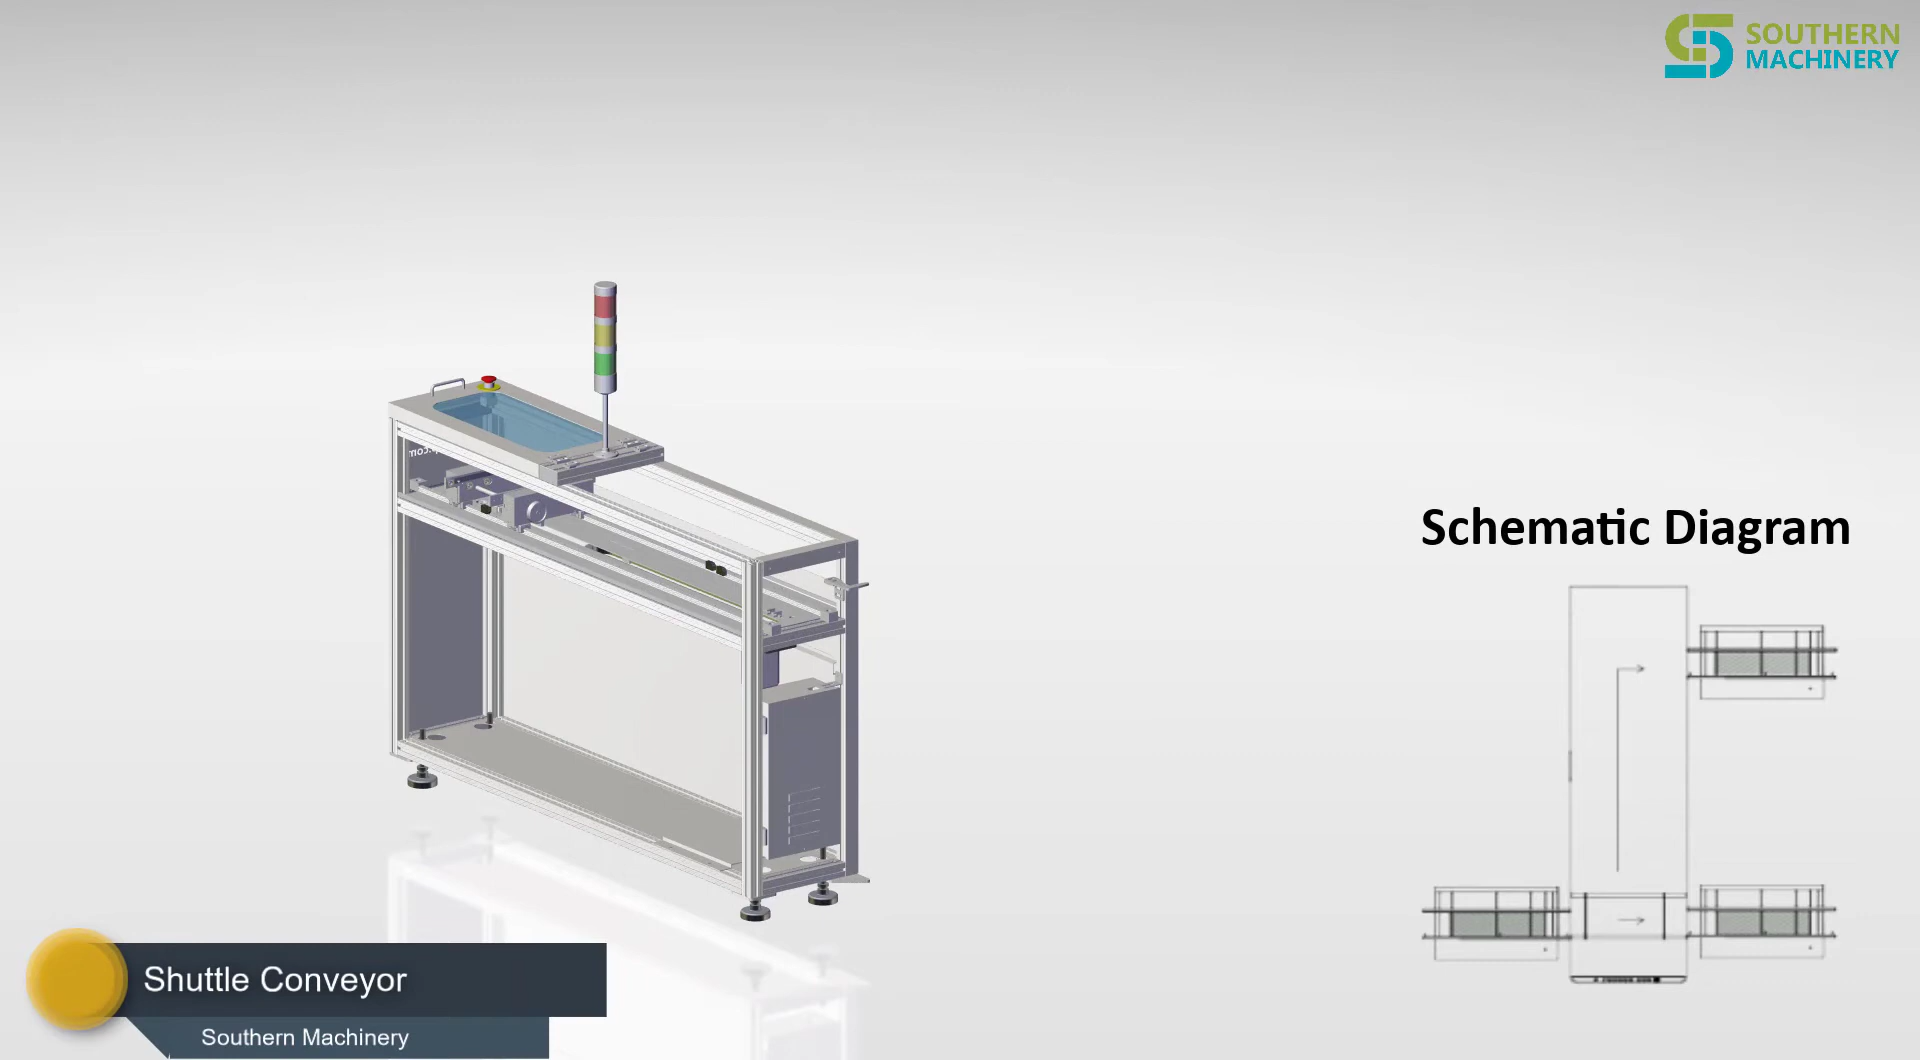 SOUTHERN
MACHINERY
Schematic Diagram
Shuttle Conveyor
Southern Machinery